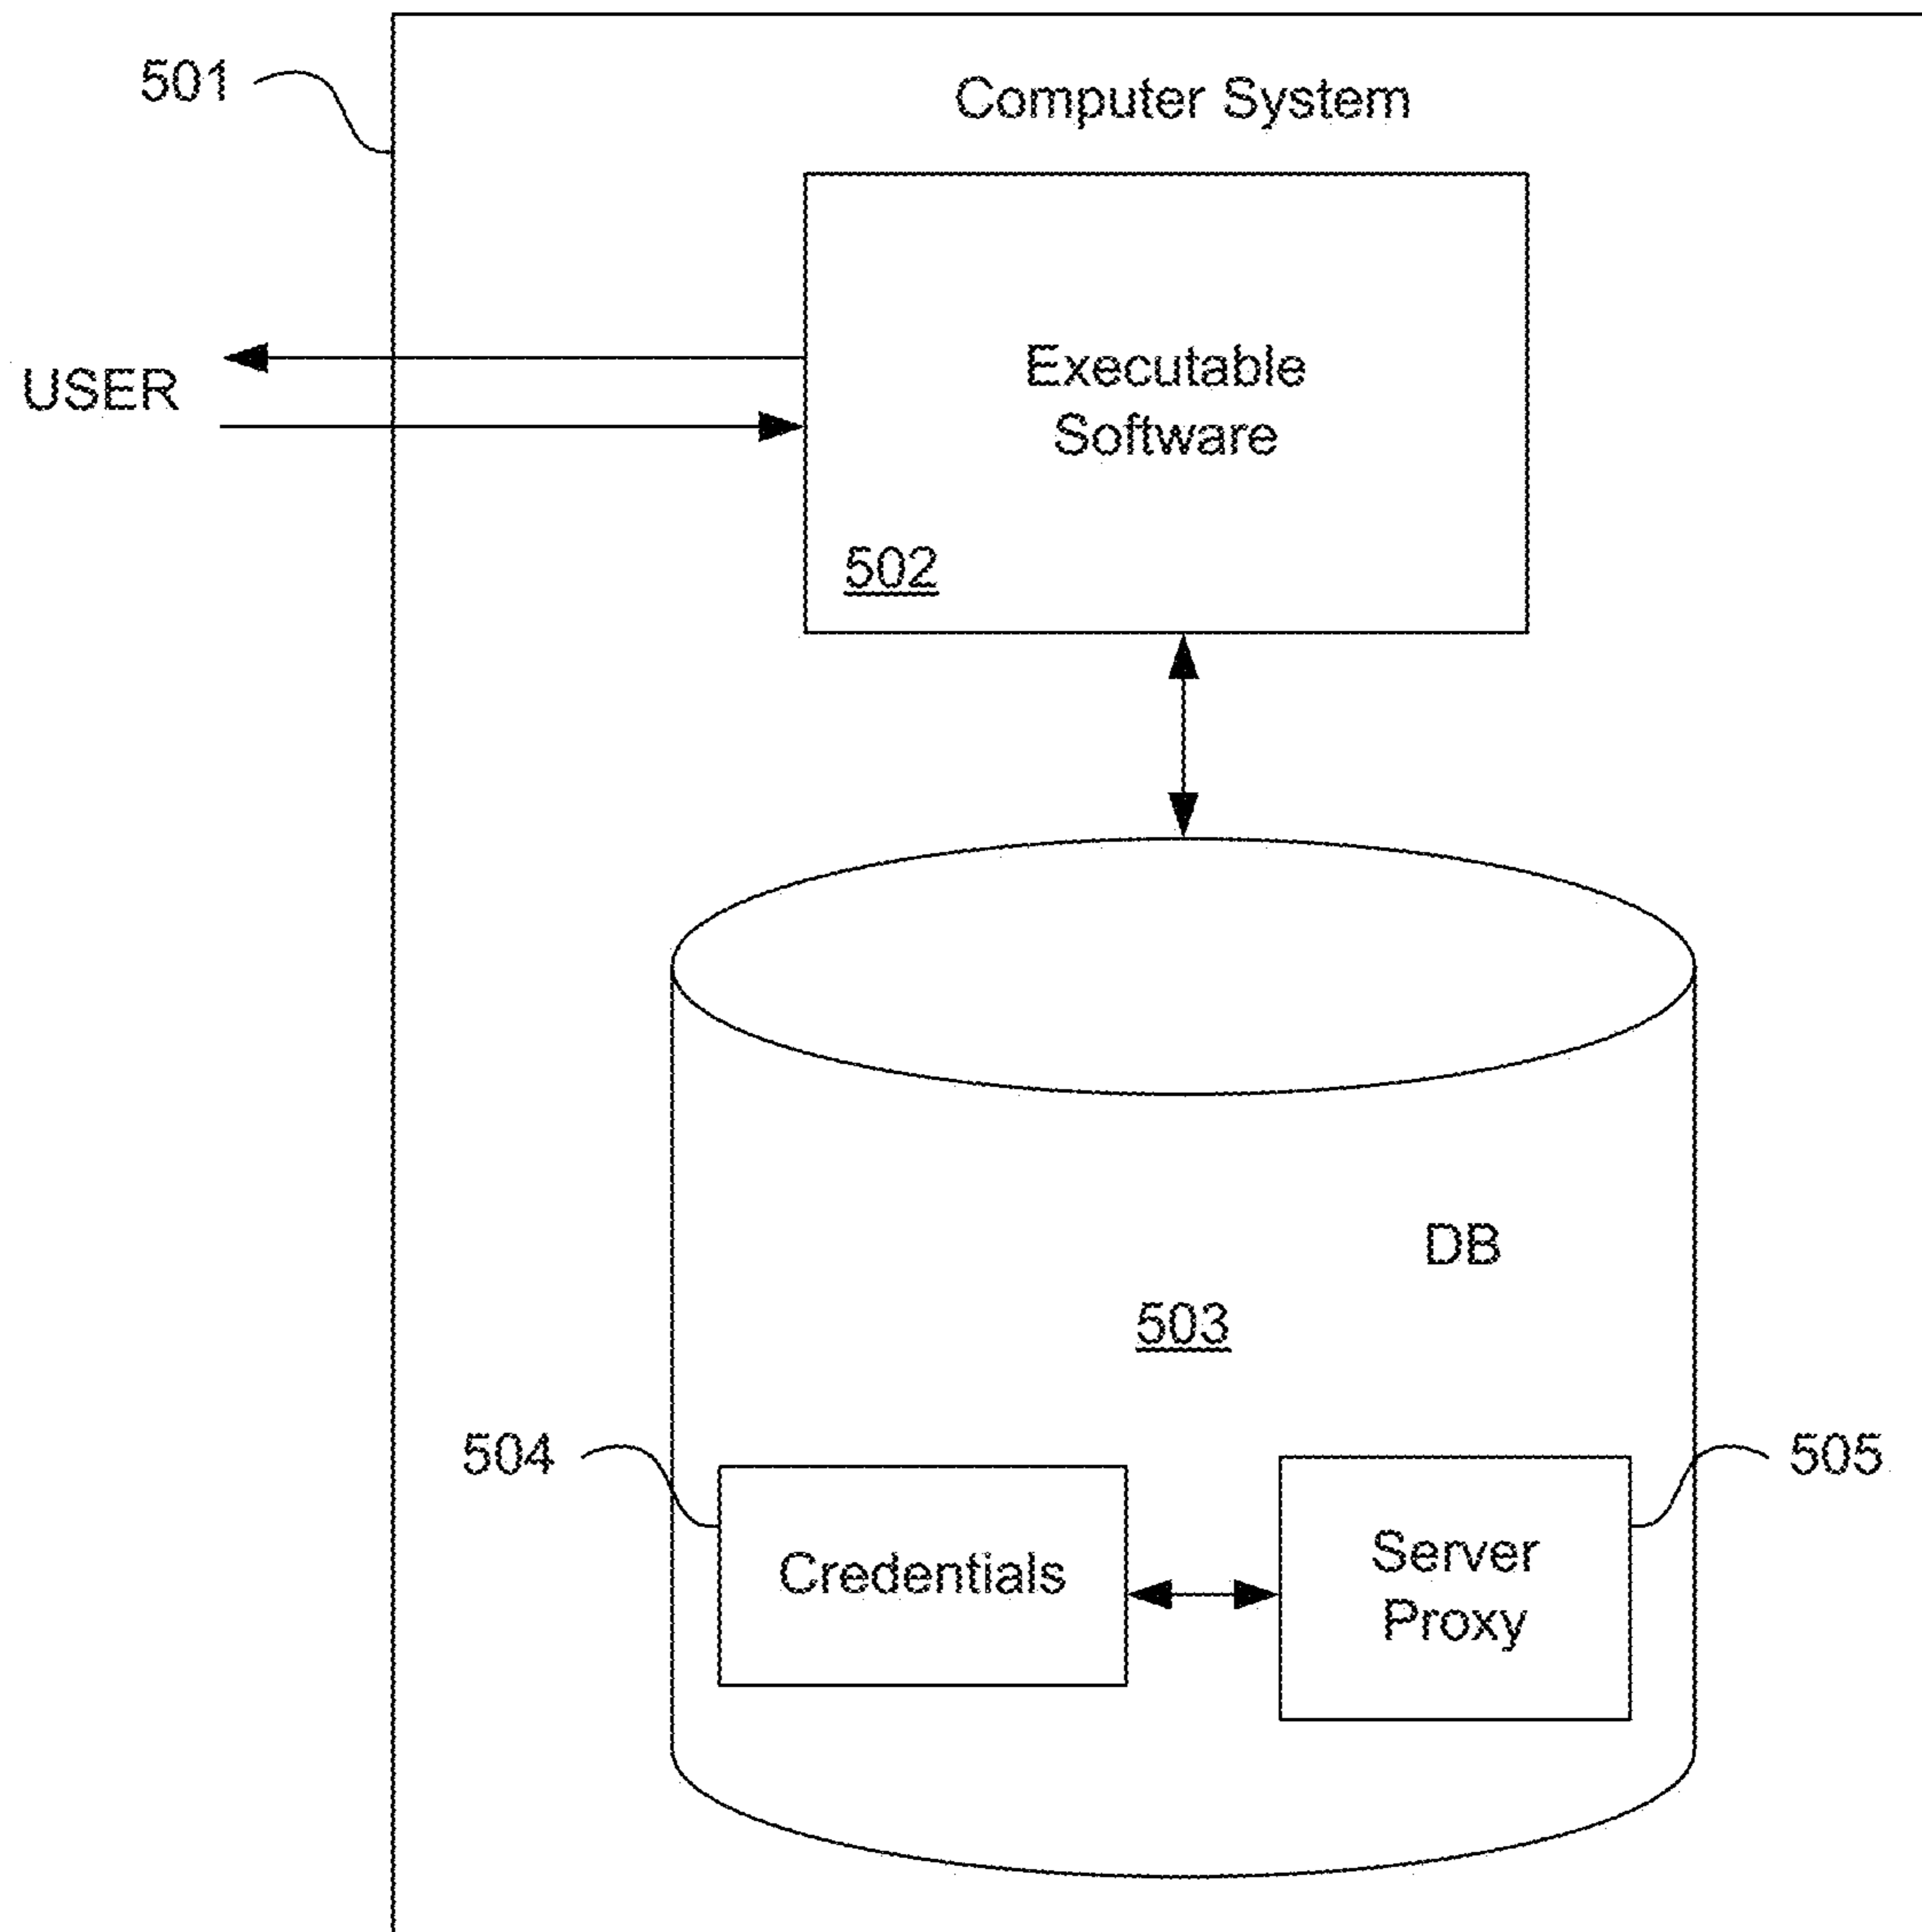 501
Computer System
USER
Executable
Software
502
DB
503
504
505
Credentials
Server
Proxy